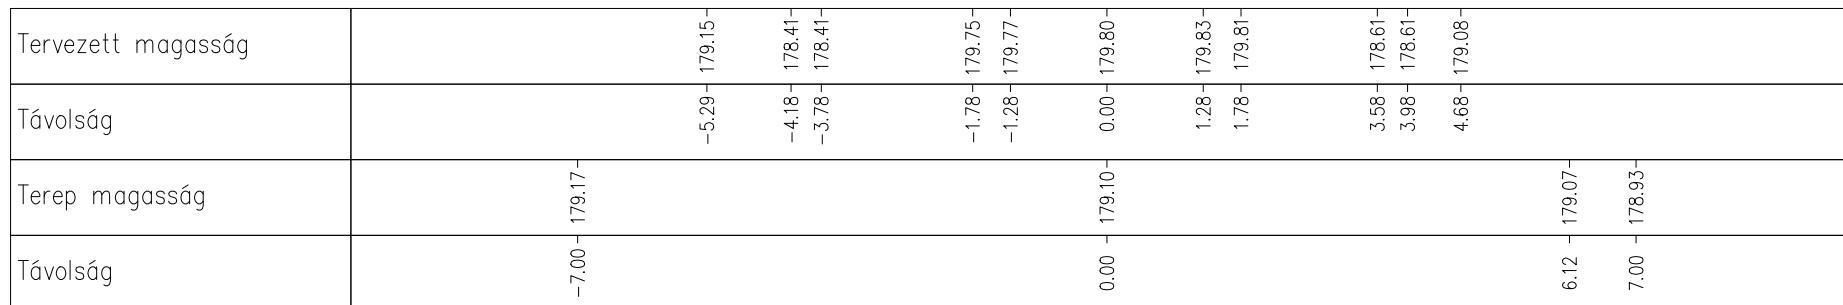 Tervezett magasság 179.15 178.41 178.41 179.75 179.77 179.80 179.83 179.81 178.61 178.61 179.08
Távolság -5.29 -4.18 -3.78 -1.78 -1.28 0.00 1.28 1.78 3.58 3.98 4.68
Terep magasság 179.17 179.10 179.07 178.93
Távolság -7.00 0.00 6.12 7.00